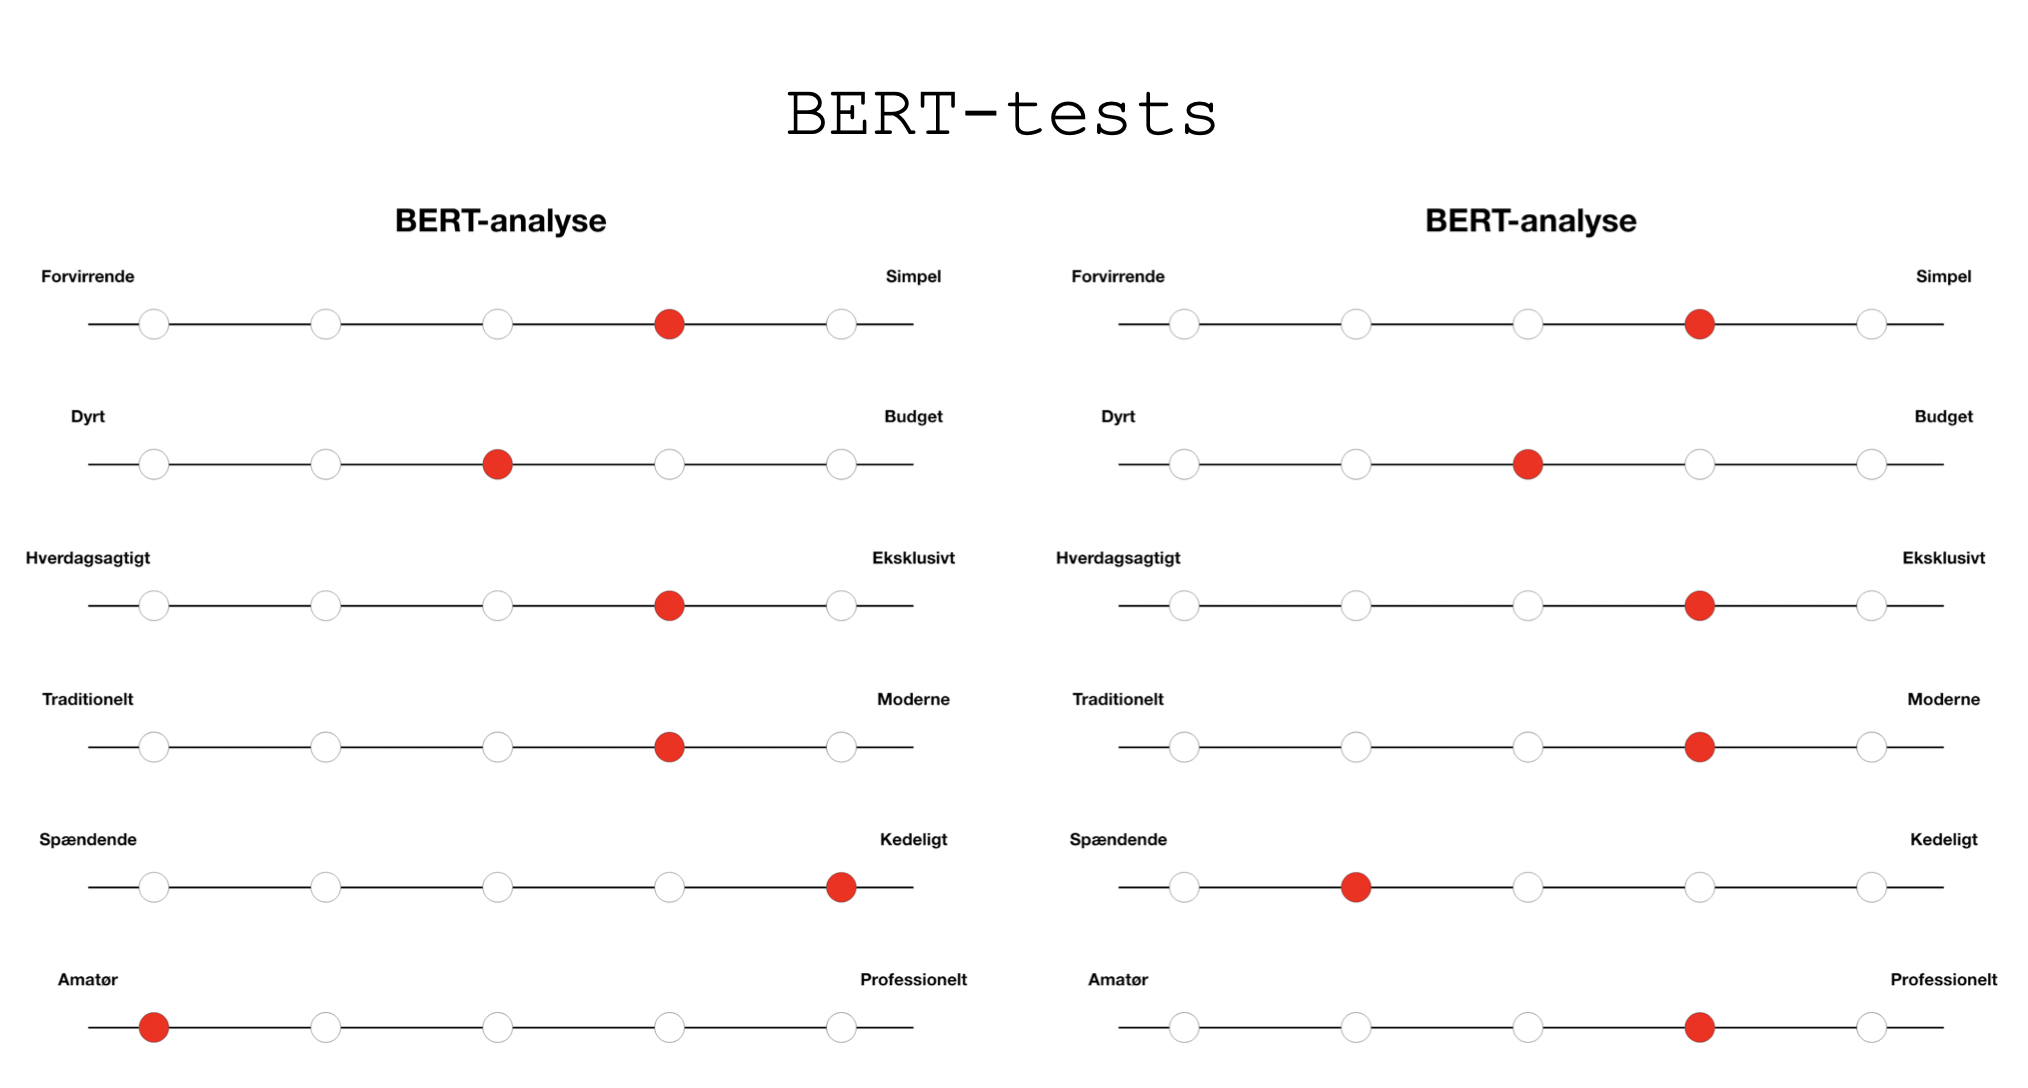 BERT-tests
BERT-analyse
Forvirrende Simpel
Dyrt Budget
Hverdagsagtigt Eksklusivt
Traditionelt Moderne
Spændende Kedeligt
Amatør Professionelt
BERT-analyse
Forvirrende Simpel
Dyrt Budget
Hverdagsagtigt Eksklusivt
Traditionelt Moderne
Spændende Kedeligt
Amatør Professionelt